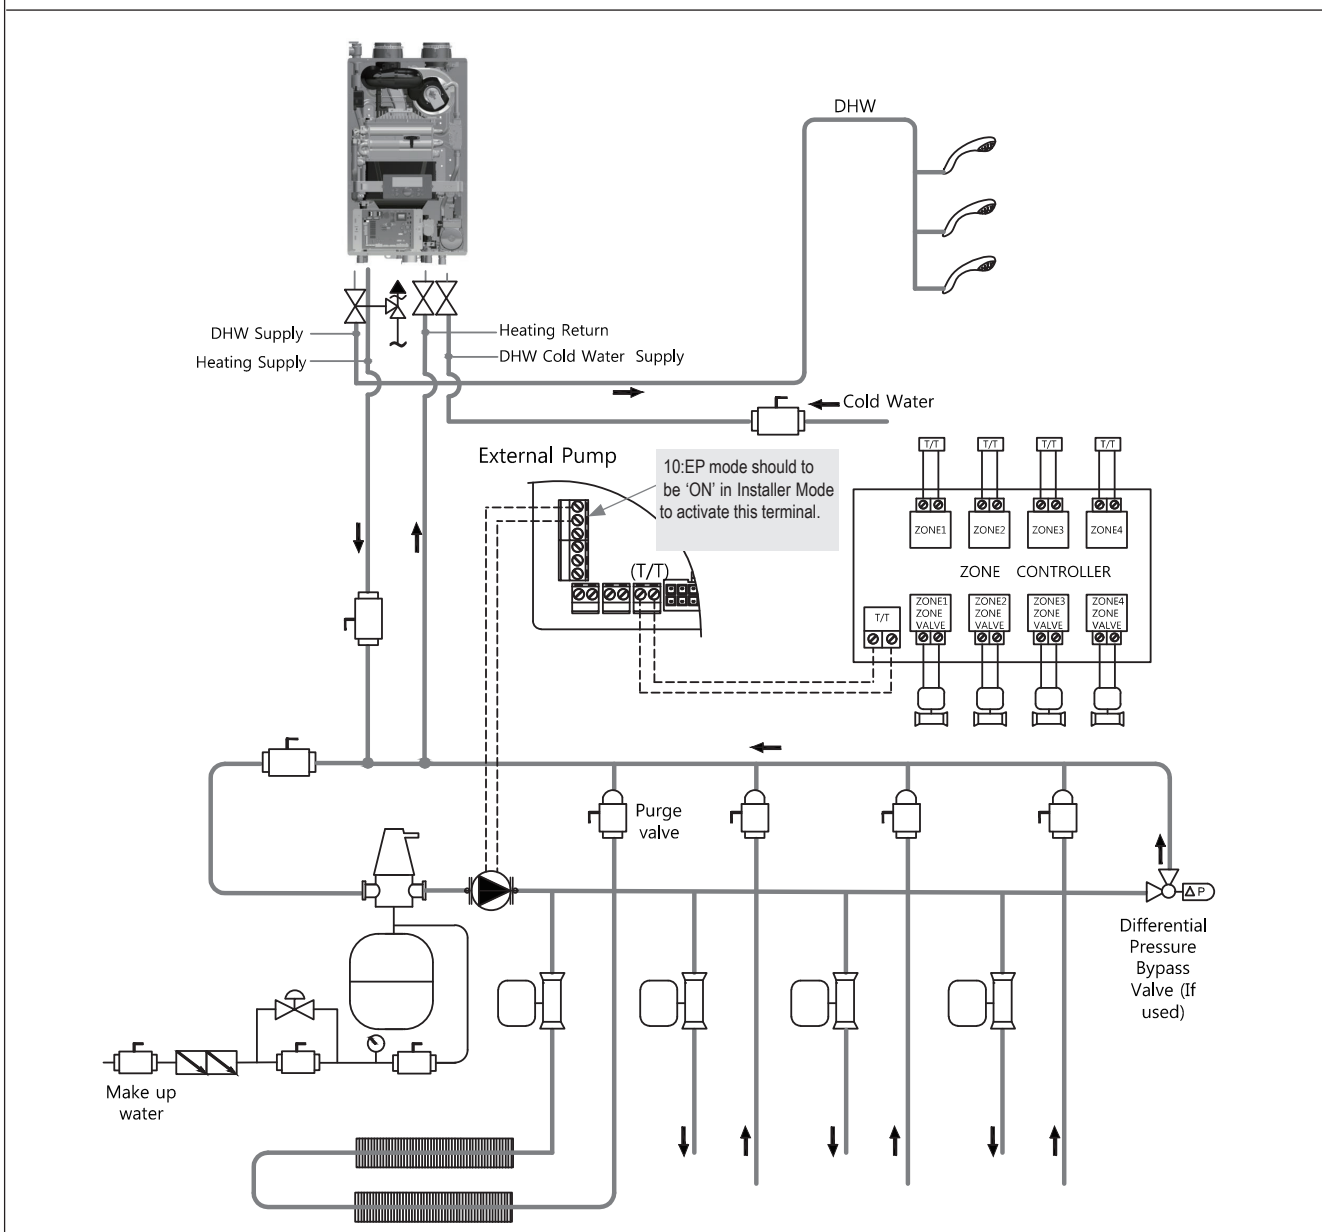 DHW
DHW Supply
Heating Supply
Heating Return
DHW Cold Water Supply
Cold Water
External Pump
10:EP mode should to
be ‘ON’ in Installer Mode
to activate this terminal.
(T/T)
T/T
T/T
T/T
T/T
ZONE1
ZONE2
ZONE3
ZONE4
ZONE CONTROLLER
T/T
ZONE1
ZONE
VALVE
ZONE2
ZONE
VALVE
ZONE3
ZONE
VALVE
ZONE4
ZONE
VALVE
Purge
valve
P
Differential
Pressure
Bypass
Valve (If
used)
Make up
water